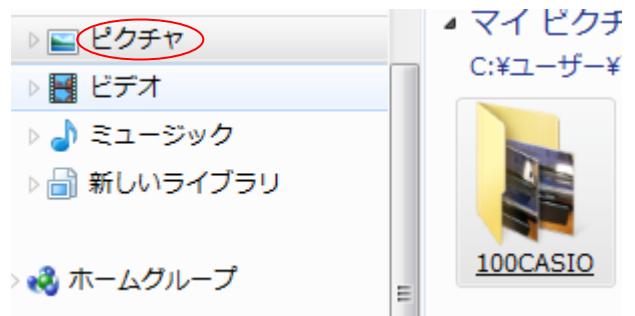 ピクチャ
ビデオ
ミュージック
新しいライブラリ
ホームグループ
マイ ピクチ
C:¥ユーザー¥
100CASIO